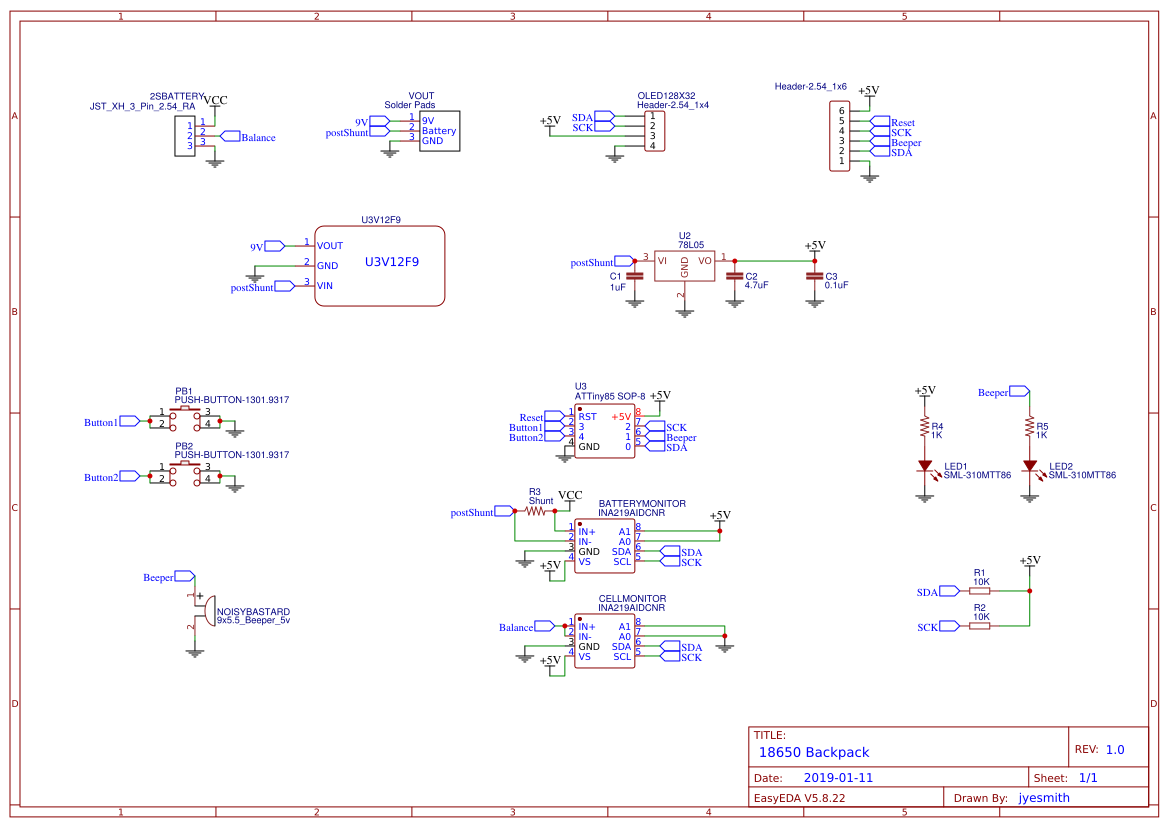 1 2 3 4 5
A A
B B
C C
D D
2SBATTERY
JST_XH_3_Pin_2.54_RA
VCC
1 1
2 2
3 3
Balance
VOUT
Solder Pads
9V 1 9V
postShunt 2 Battery
3 GND
OLED128X32
Header-2.54_1x4
+5V
SDA 1
SCK 2
3
4
Header-2.54_1x6
+5V
6
5 Reset
4 SCK
3 Beeper
2 SDA
1
U3V12F9
9V 1 VOUT
2 GND
U3V12F9
postShunt 3 VIN
U2
78L05
+5V
postShunt 3 VI GND VO 1
2
C1
1uF
C2
4.7uF
C3
0.1uF
PB1
PUSH-BUTTON-1301.9317
Button1 1 3
2 4
PB2
PUSH-BUTTON-1301.9317
Button2 1 3
2 4
U3
ATTiny85 SOP-8
+5V
Reset 1 RST +5V 8
Button1 2 3 2 7 SCK
Button2 3 4 1 6 Beeper
4 GND 0 5 SDA
+5V
R4
1K
LED1
SML-310MTT86
Beeper
R5
1K
LED2
SML-310MTT86
R3
Shunt
VCC
postShunt
BATTERYMONITOR
INA219AIDCNR
+5V
1 IN+ A1 8
2 IN- A0 7
3 GND SDA 6 SDA
4 VS SCL 5 SCK
+5V
CELLMONITOR
INA219AIDCNR
Balance 1 IN+ A1 8
2 IN- A0 7
3 GND SDA 6 SDA
4 VS SCL 5 SCK
+5V
Beeper
1 +
NOISYBASTARD
9x5.5_Beeper_5v
2
+5V
R1
10K
SDA
R2
10K
SCK
TITLE:
18650 Backpack
REV: 1.0
Date: 2019-01-11
Sheet: 1/1
EasyEDA V5.8.22
Drawn By: jyesmith
1 2 3 4 5